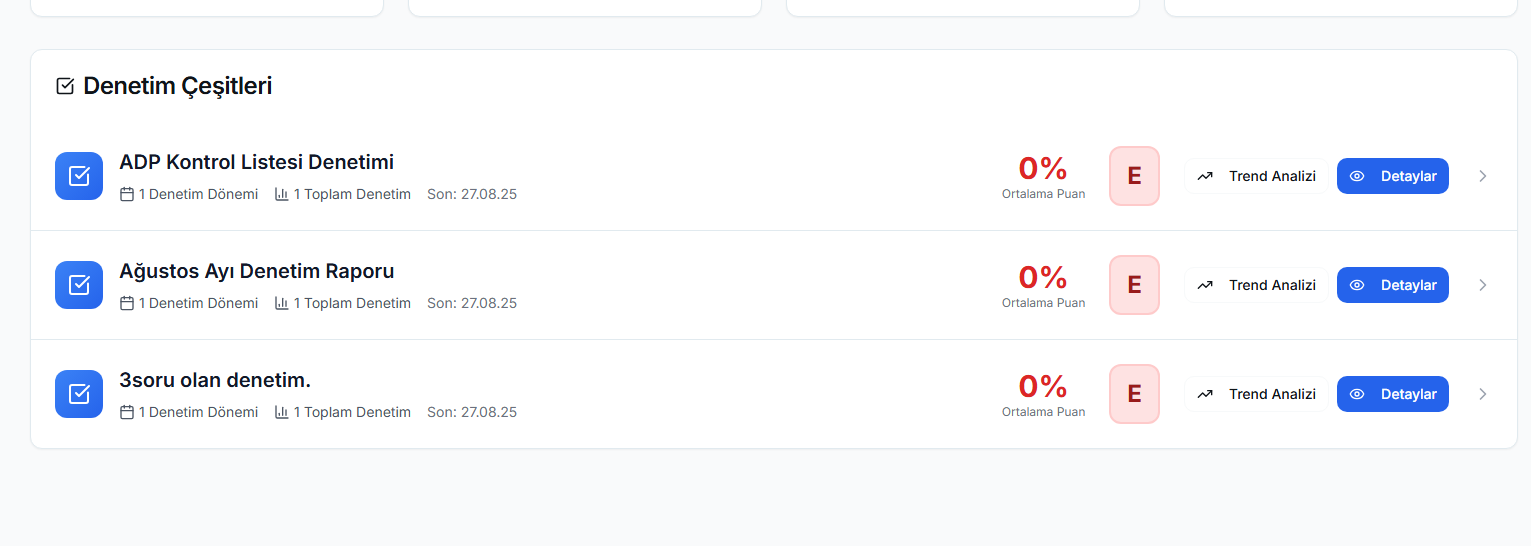 Denetim Çeşitleri
ADP Kontrol Listesi Denetimi
1 Denetim Dönemi 1 Toplam Denetim Son: 27.08.25
0%
Ortalama Puan
E
Trend Analizi
Detaylar
Ağustos Ayı Denetim Raporu
1 Denetim Dönemi 1 Toplam Denetim Son: 27.08.25
0%
Ortalama Puan
E
Trend Analizi
Detaylar
3soru olan denetim.
1 Denetim Dönemi 1 Toplam Denetim Son: 27.08.25
0%
Ortalama Puan
E
Trend Analizi
Detaylar